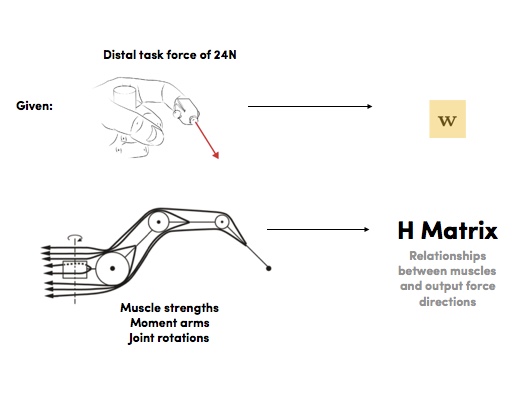 Distal task force of 24N
Given:
w
H Matrix
Relationships
between muscles
and output force
directions
Muscle strengths
Moment arms
Joint rotations